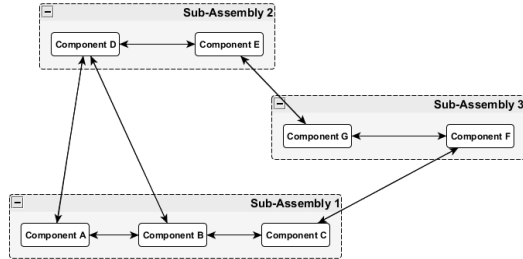 Sub-Assembly 2
Component D
Component E
Sub-Assembly 3
Component G
Component F
Sub-Assembly 1
Component A
Component B
Component C